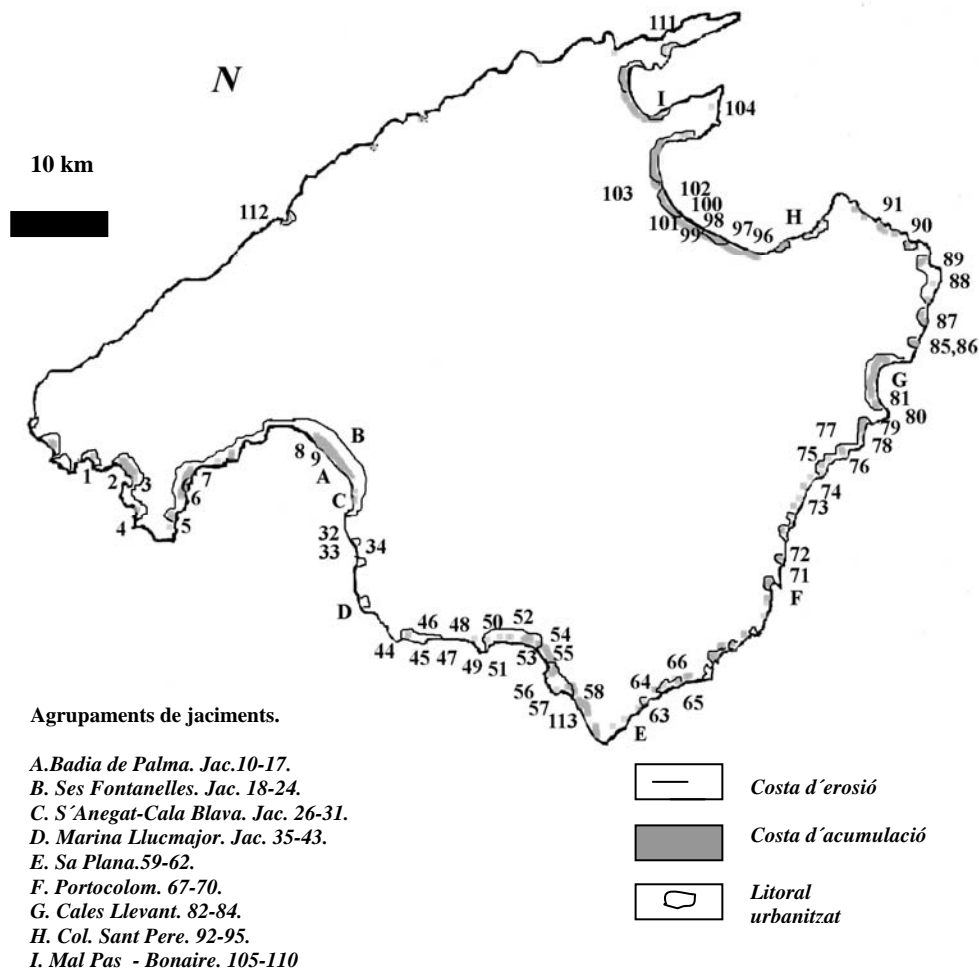 111
N
I
104
10 km
103
102
100
101
98
99
97
96
H
91
90
112
89
88
87
85,86
G
81
80
B
8
9
A
79
77
78
75
76
1
2
3
6
7
6
C
74
73
4
5
32
33
34
72
71
D
F
46
48
50
52
54
44
45
47
49
51
53
55
66
64
56
58
65
57
63
113
E
Agrupaments de jaciments.
A.Badia de Palma. Jac.10-17.
B. Ses Fontanelles. Jac. 18-24.
C. S´Anegat-Cala Blava. Jac. 26-31.
D. Marina Llucmajor. Jac. 35-43.
E. Sa Plana.59-62.
F. Portocolom. 67-70.
G. Cales Llevant. 82-84.
H. Col. Sant Pere. 92-95.
I. Mal Pas - Bonaire. 105-110
Costa d´erosió
Costa d´acumulació
Litoral
urbanitzat